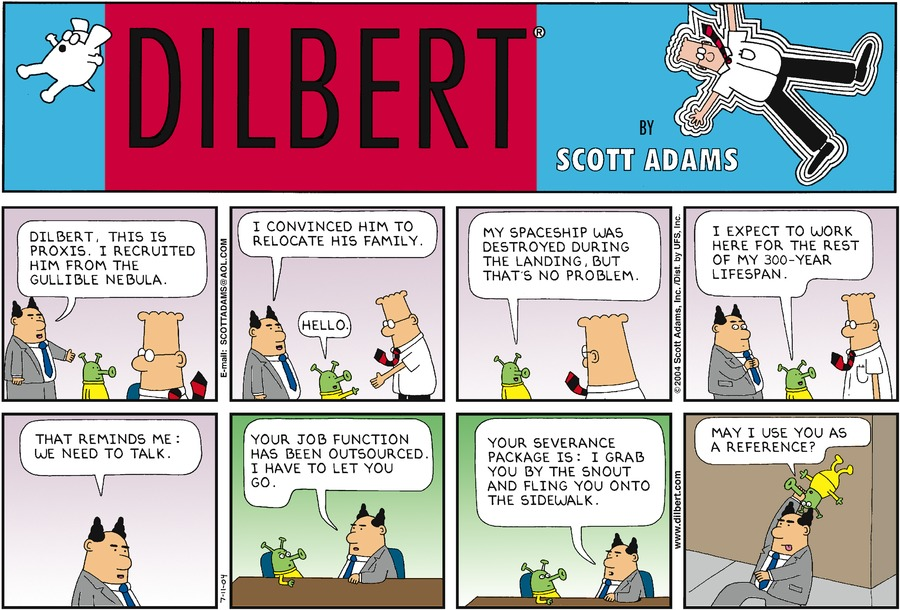 DILBERT®
BY
SCOTT ADAMS
DILBERT, THIS IS
PROXIS. I RECRUITED
HIM FROM THE
GULLIBLE NEBULA.
E-mail: SCOTTADAMS@AOL.COM
I CONVINCED HIM TO
RELOCATE HIS FAMILY.
HELLO.
MY SPACESHIP WAS
DESTROYED DURING
THE LANDING, BUT
THAT'S NO PROBLEM.
© 2004 Scott Adams, Inc./Dist. by UFS, Inc.
I EXPECT TO WORK
HERE FOR THE REST
OF MY 300-YEAR
LIFESPAN.
THAT REMINDS ME:
WE NEED TO TALK.
7-11-04
YOUR JOB FUNCTION
HAS BEEN OUTSOURCED.
I HAVE TO LET YOU
GO.
YOUR SEVERANCE
PACKAGE IS: I GRAB
YOU BY THE SNOUT
AND FLING YOU ONTO
THE SIDEWALK.
www.dilbert.com
MAY I USE YOU AS
A REFERENCE?